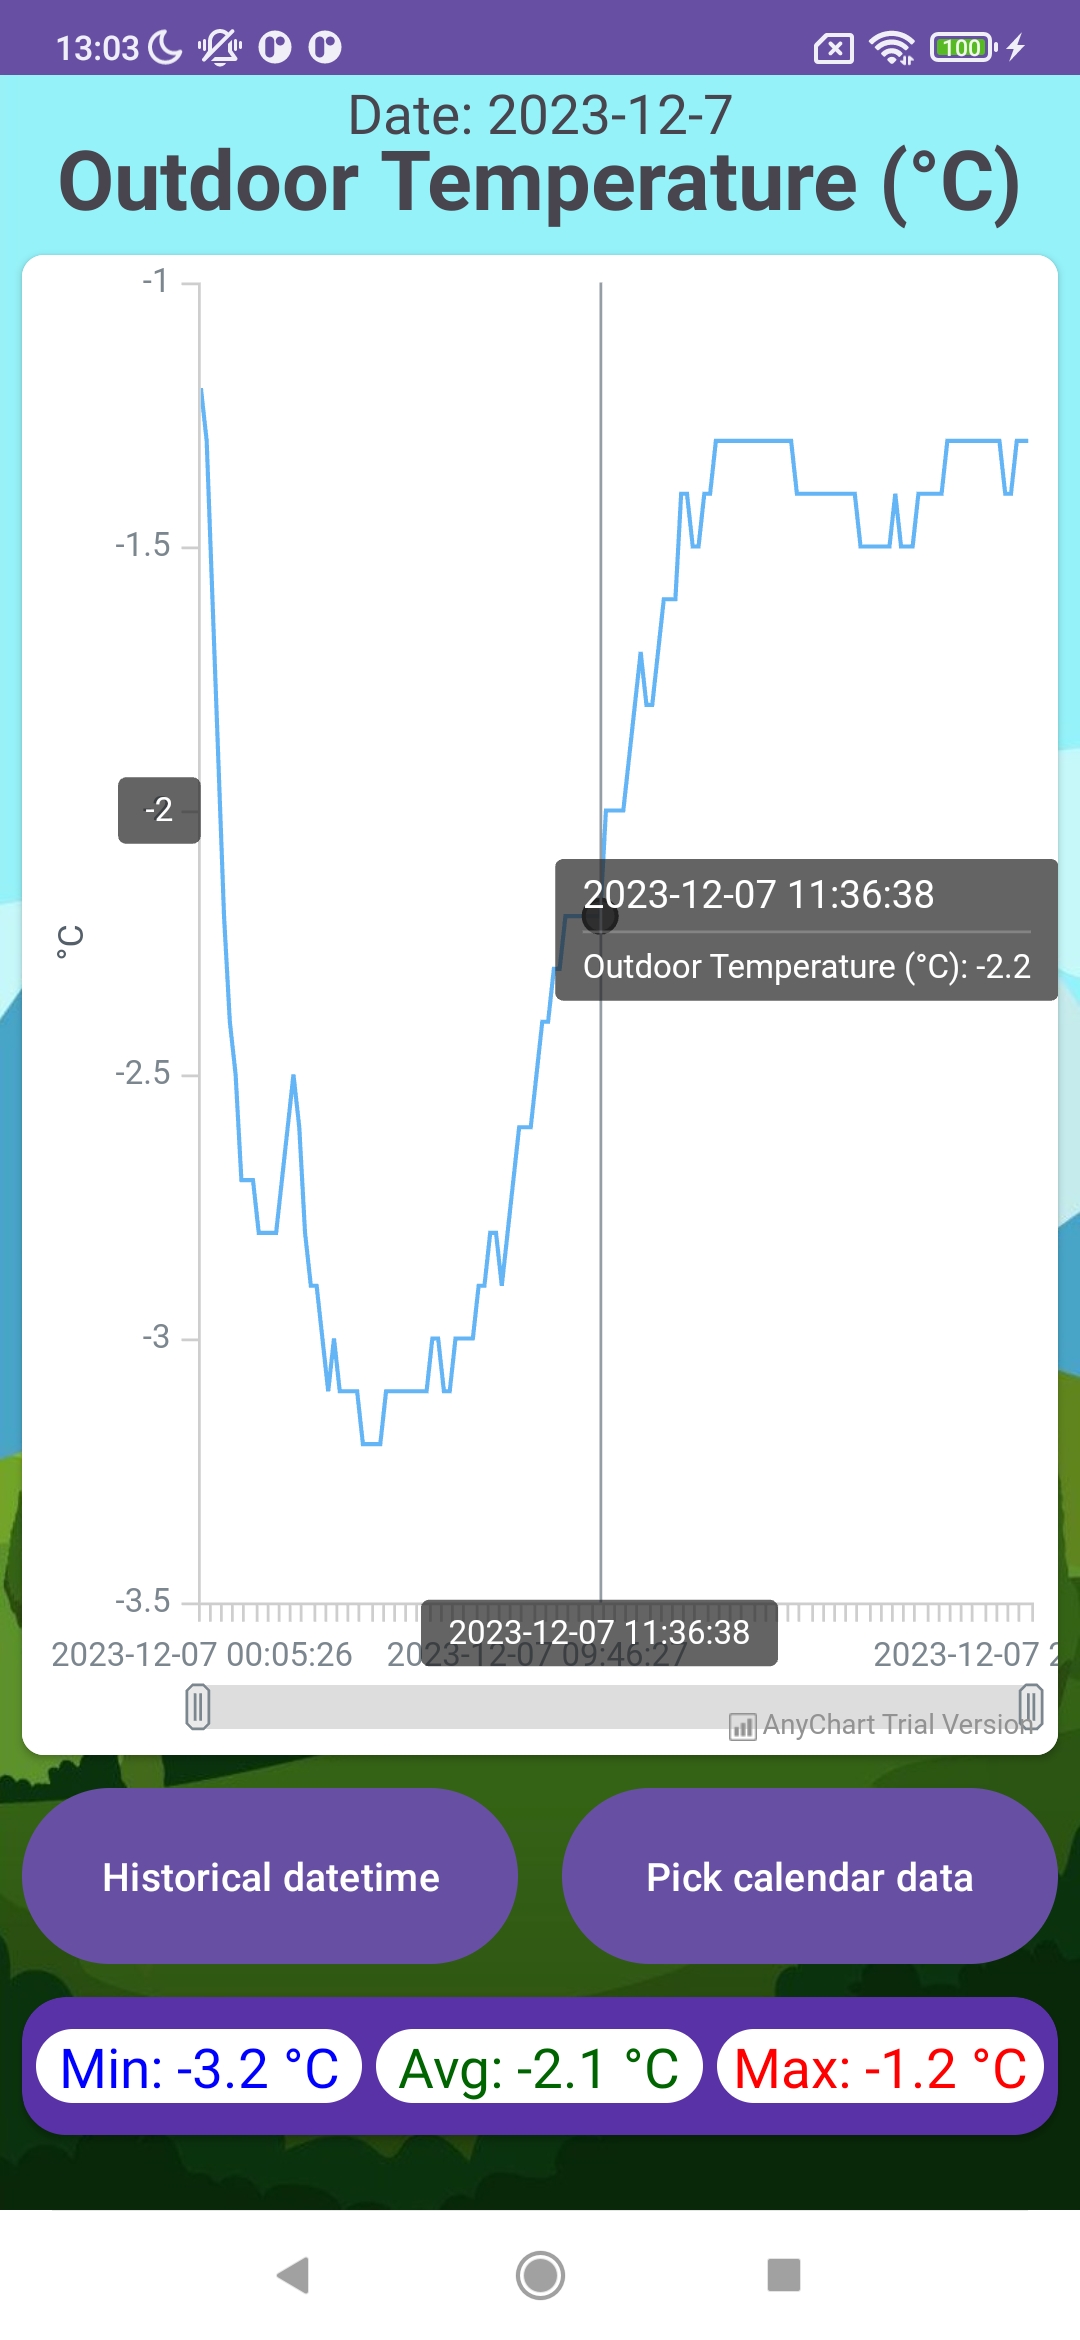 13:03
100
Date: 2023-12-7
Outdoor Temperature (°C)
-1
-1.5
-2
2023-12-07 11:36:38
Outdoor Temperature (°C): -2.2
°C
-2.5
-3
-3.5
2023-12-07 11:36:38
2023-12-07 00:05:26 2023-12-07 09:46:27 2023-12-07
AnyChart Trial Version
Historical datetime Pick calendar data
Min: -3.2 °C Avg: -2.1 °C Max: -1.2 °C